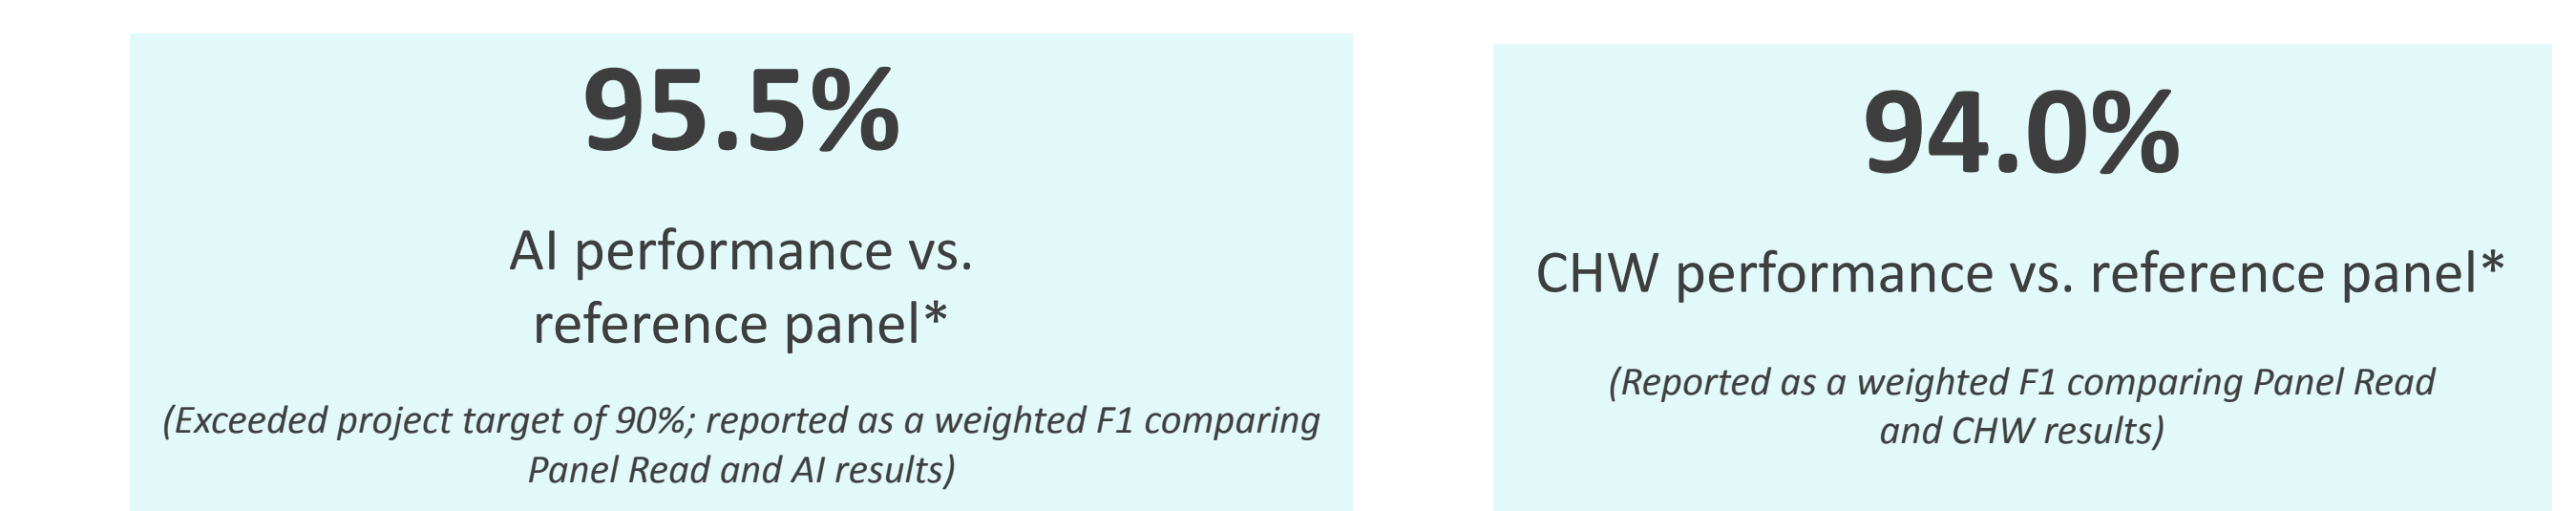 95.5%
AI performance vs.
reference panel*
(Exceeded project target of 90%; reported as a weighted F1 comparing
Panel Read and AI results)
94.0%
CHW performance vs. reference panel*
(Reported as a weighted F1 comparing Panel Read
and CHW results)